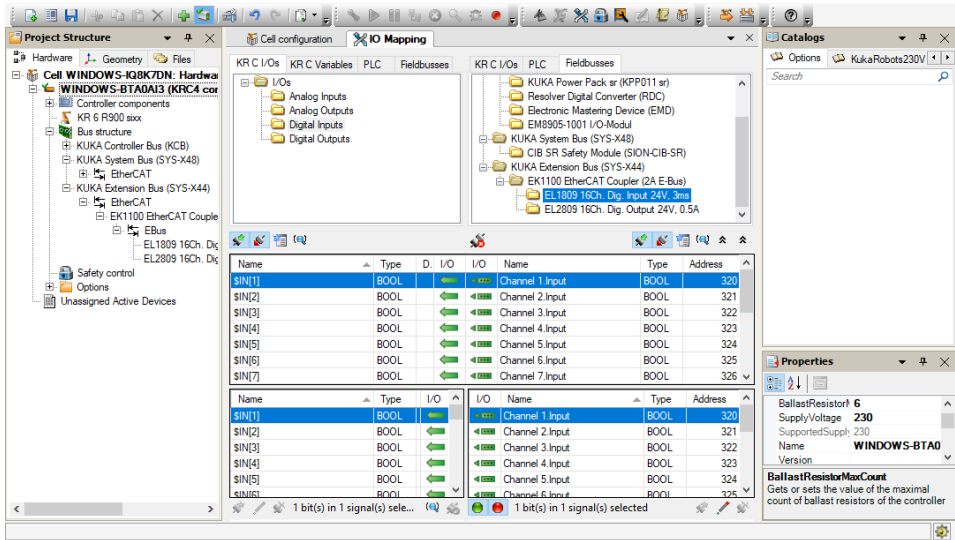 Project Structure
Hardware Geometry Files
Cell WINDOWS-IQ8K7DN: Hardwa
WINDOWS-BTA0AI3 (KRC4 cor
Controller components
KR 6 R900 sixx
Bus structure
KUKA Controller Bus (KCB)
KUKA System Bus (SYS-X48)
EtherCAT
KUKA Extension Bus (SYS-X44)
EtherCAT
EK1100 EtherCAT Couple
EBus
EL1809 16Ch. Dig
EL2809 16Ch. Dig
Safety control
Options
Unassigned Active Devices
Cell configuration IO Mapping
KR C I/Os KR C Variables PLC Fieldbusses
I/Os
Analog Inputs
Analog Outputs
Digital Inputs
Digital Outputs
KR C I/Os PLC Fieldbusses
KUKA Power Pack sr (KPP011 sr)
Resolver Digital Converter (RDC)
Electronic Mastering Device (EMD)
EM8905-1001 I/O-Modul
KUKA System Bus (SYS-X48)
CIB SR Safety Module (SION-CIB-SR)
KUKA Extension Bus (SYS-X44)
EK1100 EtherCAT Coupler (2A E-Bus)
EL1809 16Ch. Dig. Input 24V, 3ms
EL2809 16Ch. Dig. Output 24V, 0.5A
Name Type D. I/O I/O Name Type Address
$IN[1] BOOL Channel 1.Input BOOL 320
$IN[2] BOOL Channel 2.Input BOOL 321
$IN[3] BOOL Channel 3.Input BOOL 322
$IN[4] BOOL Channel 4.Input BOOL 323
$IN[5] BOOL Channel 5.Input BOOL 324
$IN[6] BOOL Channel 6.Input BOOL 325
$IN[7] BOOL Channel 7.Input BOOL 326
Name Type I/O I/O Name Type Address
$IN[1] BOOL Channel 1.Input BOOL 320
$IN[2] BOOL Channel 2.Input BOOL 321
$IN[3] BOOL Channel 3.Input BOOL 322
$IN[4] BOOL Channel 4.Input BOOL 323
$IN[5] BOOL Channel 5.Input BOOL 324
$IN[6] BOOL Channel 6.Input BOOL 325
1 bit(s) in 1 signal(s) sele... 1 bit(s) in 1 signal(s) selected
Catalogs
Options KukaRobots230V
Search
Properties
BallastResistorM 6
SupplyVoltage 230
SupportedSuppl 230
Name WINDOWS-BTA0
Version
BallastResistorMaxCount
Gets or sets the value of the maximal
count of ballast resistors of the controller